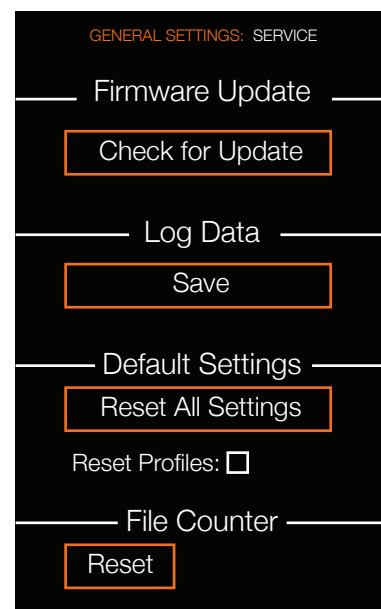 GENERAL SETTINGS: SERVICE
Firmware Update
Check for Update
Log Data
Save
Default Settings
Reset All Settings
Reset Profiles:
File Counter
Reset